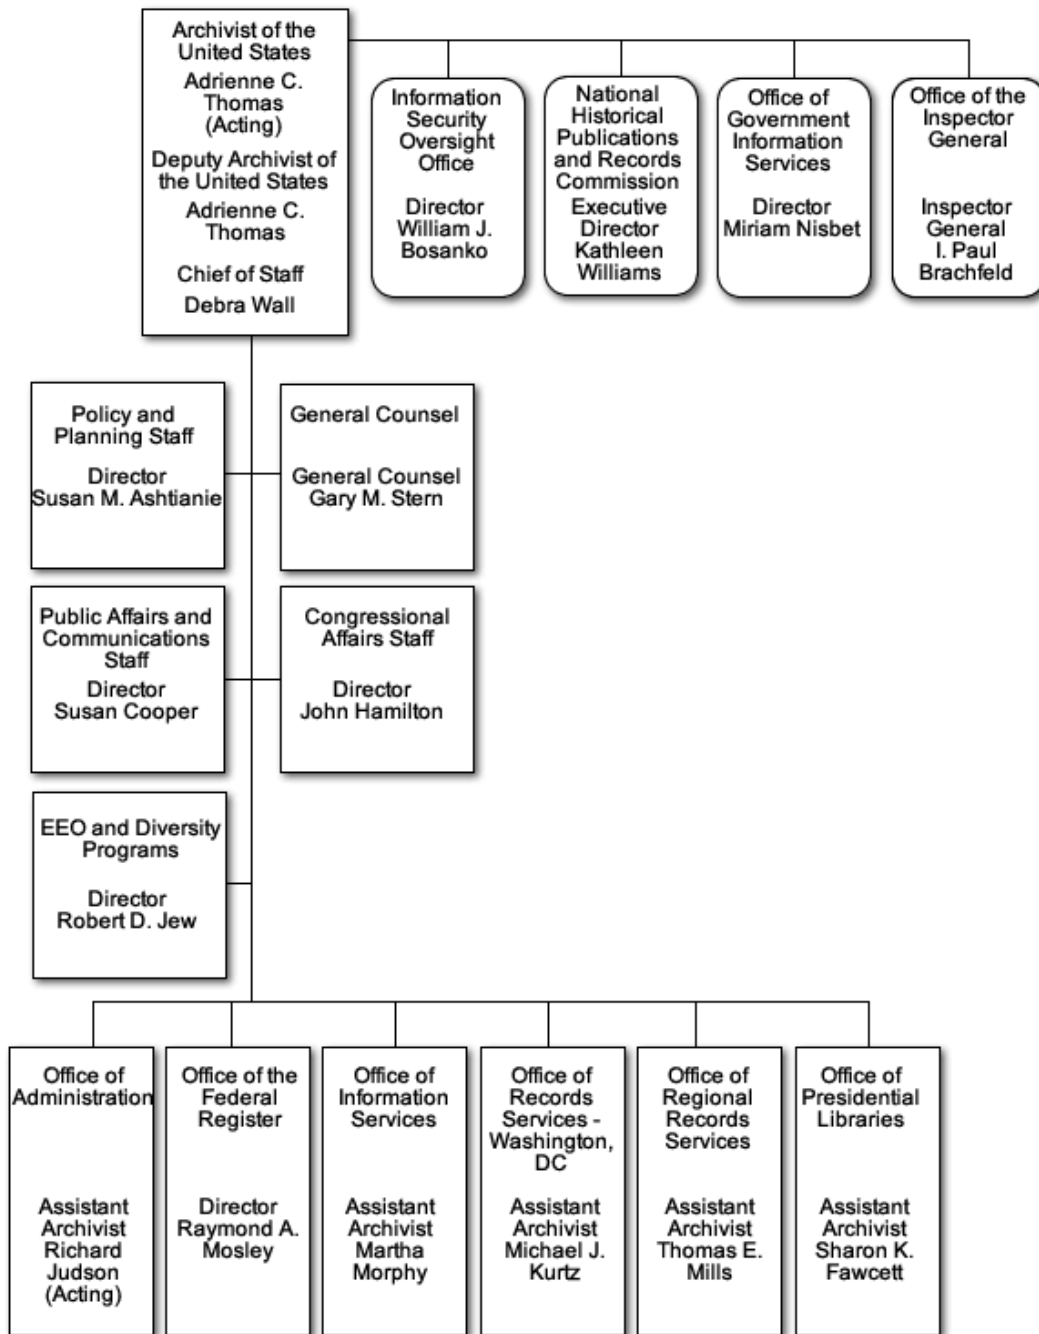 Archivist of the
United States
Adrienne C.
Thomas
(Acting)
Deputy Archivist of
the United States
Adrienne C.
Thomas
Chief of Staff
Debra Wall
Information
Security
Oversight
Office
Director
William J.
Bosanko
National
Historical
Publications
and Records
Commission
Executive
Director
Kathleen
Williams
Office of
Government
Information
Services
Director
Miriam Nisbet
Office of the
Inspector
General
Inspector
General
I. Paul
Brachfeld
Policy and
Planning Staff
Director
Susan M. Ashtianie
General Counsel
General Counsel
Gary M. Stern
Public Affairs and
Communications
Staff
Director
Susan Cooper
Congressional
Affairs Staff
Director
John Hamilton
EEO and Diversity
Programs
Director
Robert D. Jew
Office of
Administration
Assistant
Archivist
Richard
Judson
(Acting)
Office of the
Federal
Register
Director
Raymond A.
Mosley
Office of
Information
Services
Assistant
Archivist
Martha
Morphy
Office of
Records
Services -
Washington,
DC
Assistant
Archivist
Michael J.
Kurtz
Office of
Regional
Records
Services
Assistant
Archivist
Thomas E.
Mills
Office of
Presidential
Libraries
Assistant
Archivist
Sharon K.
Fawcett